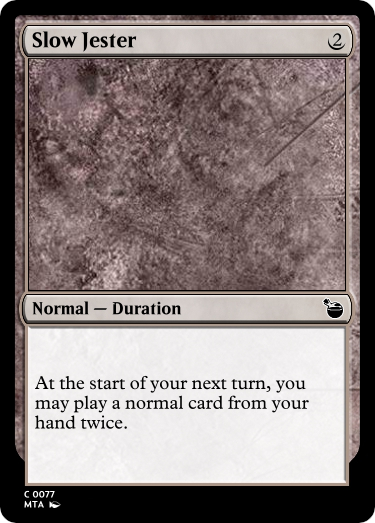 Slow Jester 2
Normal — Duration
At the start of your next turn, you
may play a normal card from your
hand twice.
C 0077
MTA